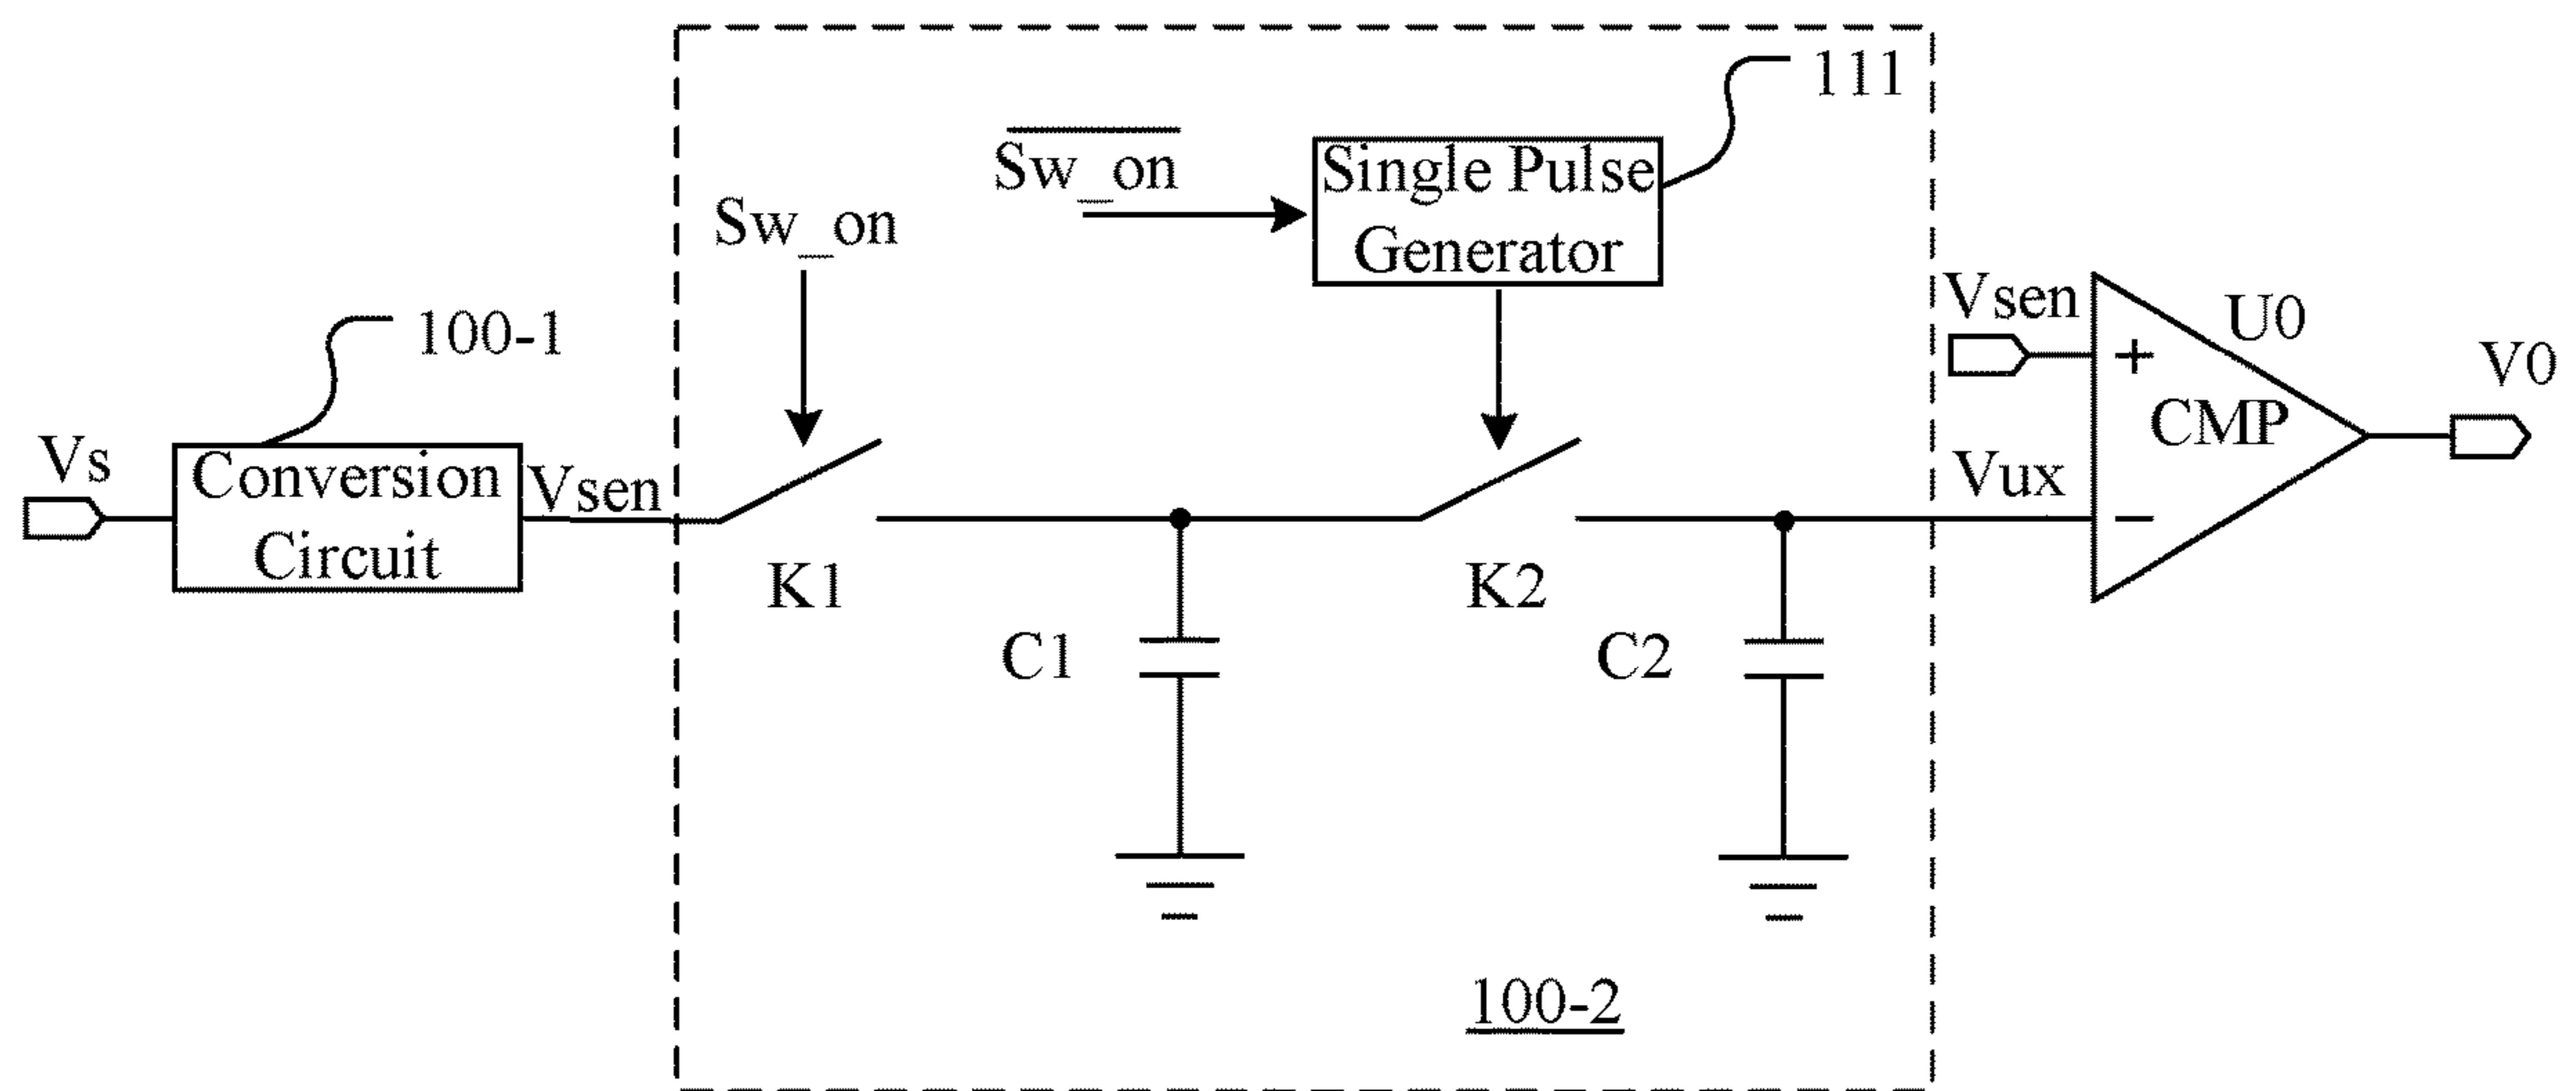 111
S̅w̅_̅o̅n̅
Single Pulse
Generator
Sw_on
100-1
Vs
Conversion
Circuit
Vsen
K1
C1
K2
C2
Vsen
+
U0
CMP
Vux
−
V0
100-2